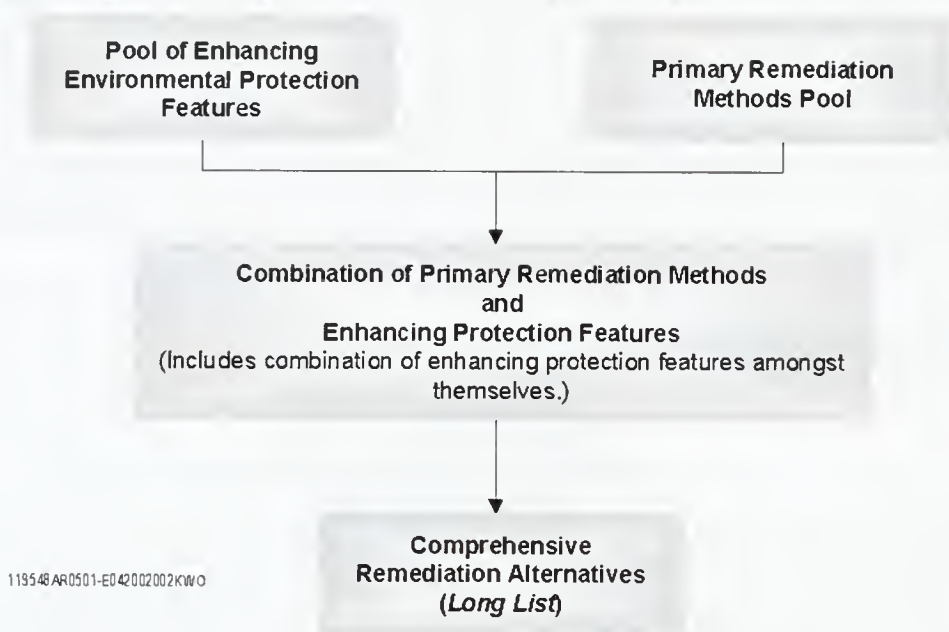 Pool of Enhancing
Environmental Protection
Features
Primary Remediation
Methods Pool
Combination of Primary Remediation Methods
and
Enhancing Protection Features
(Includes combination of enhancing protection features amongst
themselves.)
Comprehensive
Remediation Alternatives
(Long List)
119548AR0501-E042002002KWO